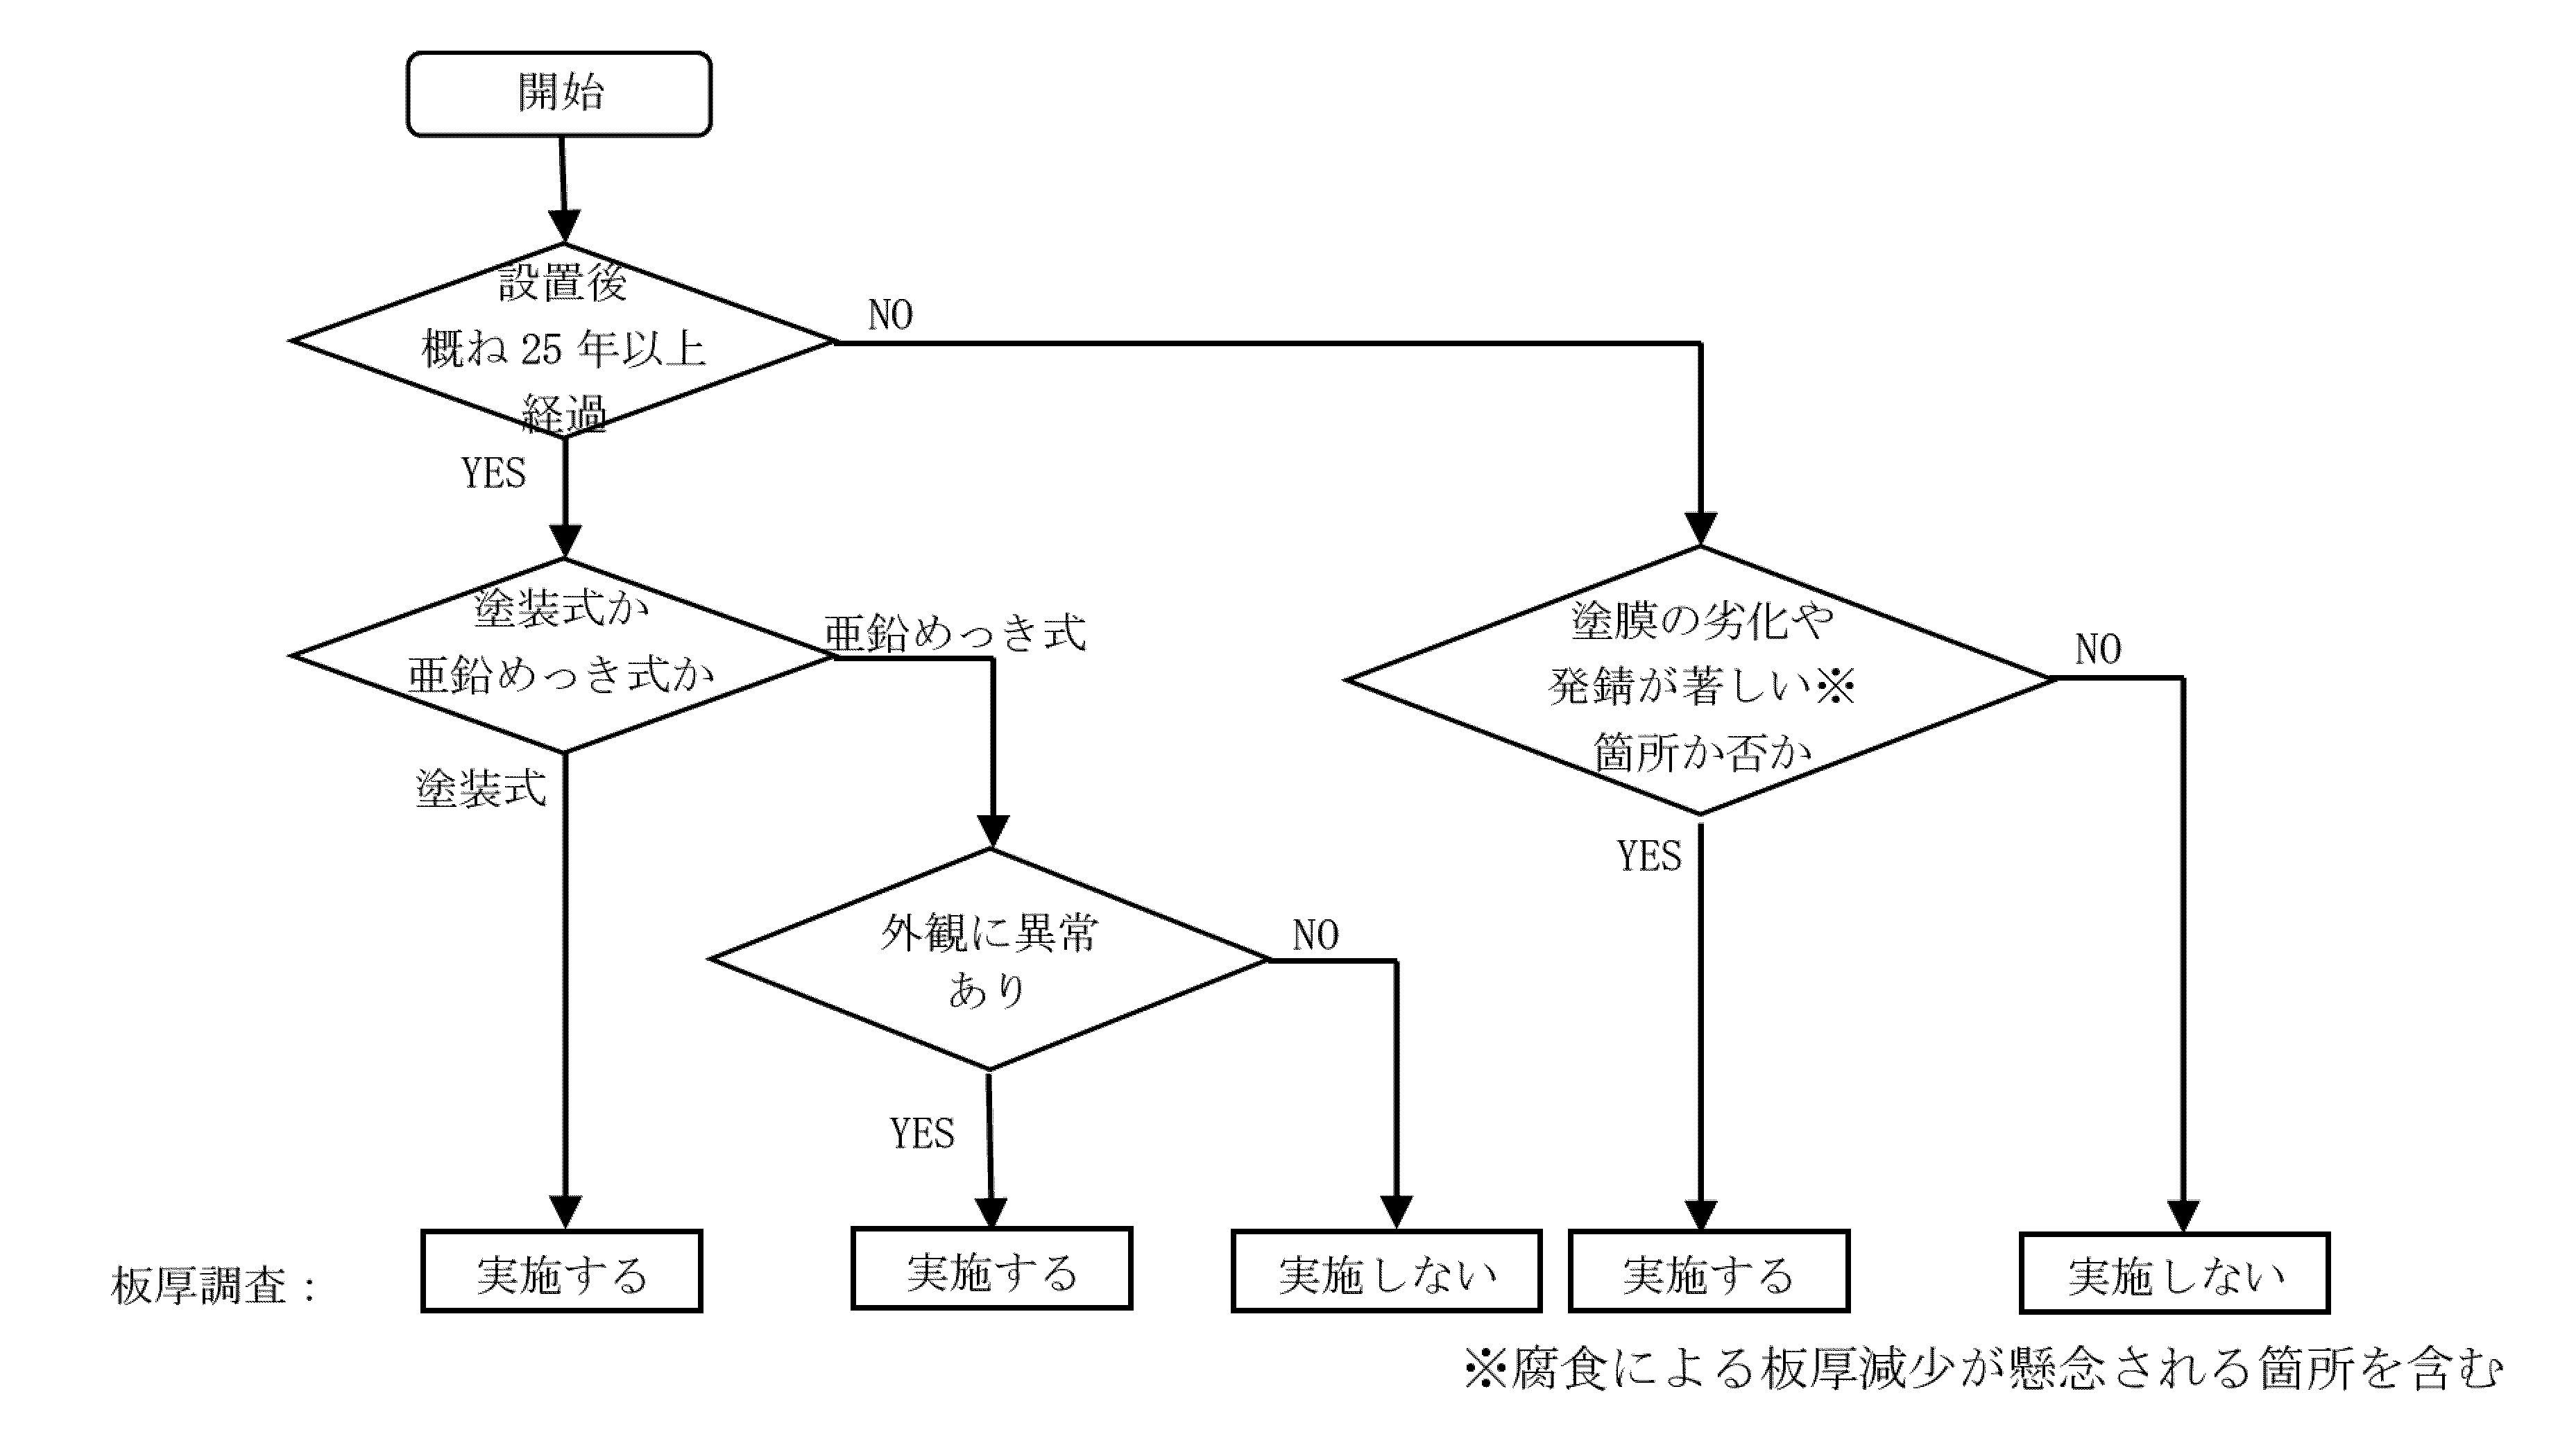 開始
設置後
概ね 25 年以上
経過
NO
YES
塗装式か
亜鉛めっき式か
亜鉛めっき式
塗装式
塗膜の劣化や
発錆が著しい※
箇所か否か
NO
YES
外観に異常
あり
NO
YES
板厚調査：
実施する
実施する
実施しない
実施する
実施しない
※腐食による板厚減少が懸念される箇所を含む